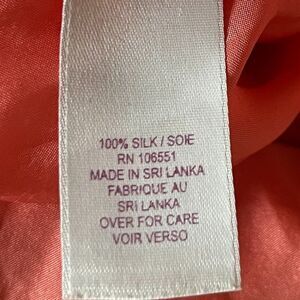 100% SILK / SOIE
RN 106551
MADE IN SRI LANKA
FABRIQUE AU
SRI LANKA
OVER FOR CARE
VOIR VERSO